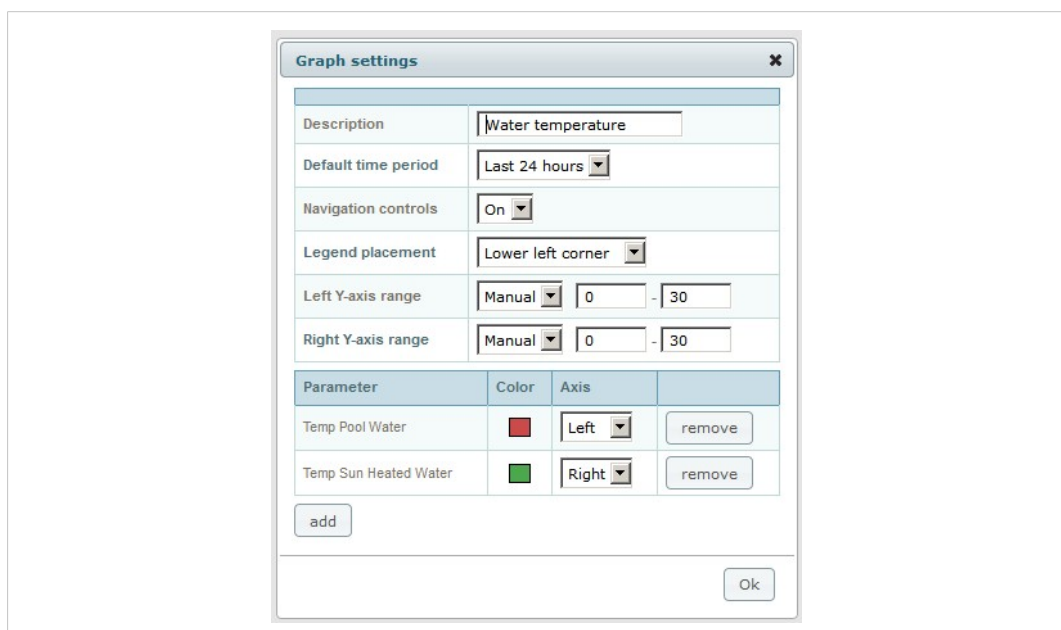 Graph settings
Description Water temperature
Default time period Last 24 hours
Navigation controls On
Legend placement Lower left corner
Left Y-axis range Manual 0 - 30
Right Y-axis range Manual 0 - 30
Parameter Color Axis
Temp Pool Water Left remove
Temp Sun Heated Water Right remove
add
Ok